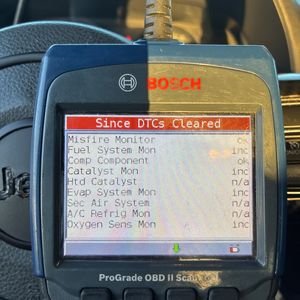 BOSCH
Since DTCs Cleared
Misfire Monitor ok
Fuel System Mon inc
Comp Component ok
Catalyst Mon inc
Htd Catalyst n/a
Evap System Mon inc
Sec Air System n/a
A/C Refrig Mon n/a
Oxygen Sens Mon inc
ProGrade OBD II Scan